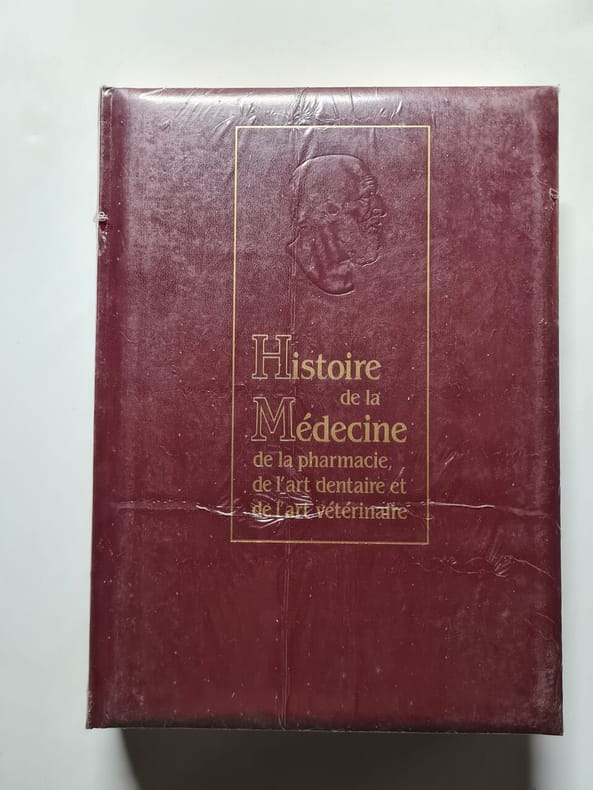 Histoire
de la
Médecine
de la pharmacie,
de l'art dentaire et
de l'art vétérinaire